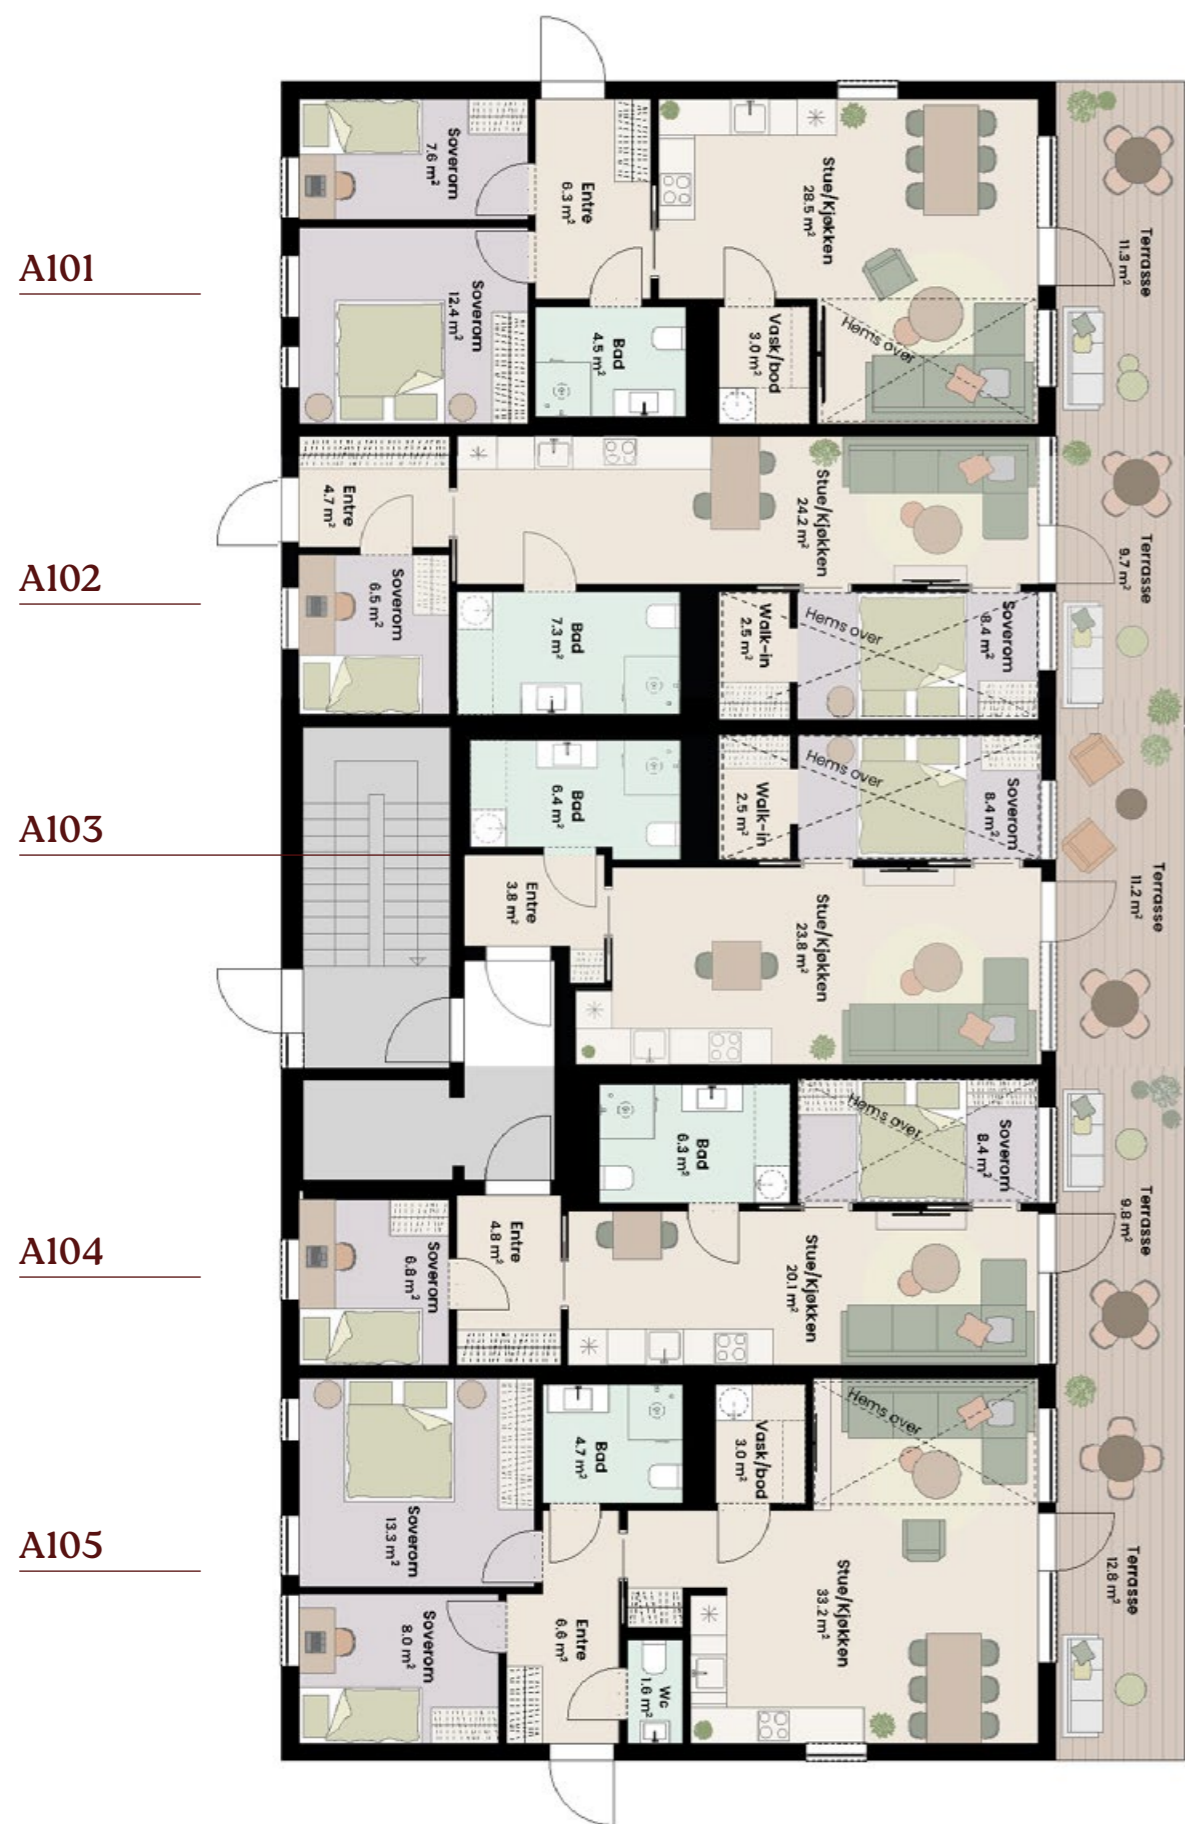 A101
Soverom
7.6 m²
Entre
6.3 m²
Stue/Kjøkken
28.5 m²
Terrasse
11.3 m²
Soverom
12.4 m²
Bad
4.5 m²
Vask/bod
3.0 m²
Hems over
A102
Entre
4.7 m²
Stue/Kjøkken
24.2 m²
Terrasse
9.7 m²
Soverom
6.5 m²
Bad
7.3 m²
Walk-in
2.5 m²
Hems over
Soverom
8.4 m²
A103
Bad
6.4 m²
Walk-in
2.5 m²
Hems over
Soverom
8.4 m²
Entre
3.8 m²
Stue/Kjøkken
23.8 m²
Terrasse
11.2 m²
A104
Bad
6.3 m²
Hems over
Soverom
8.4 m²
Soverom
6.8 m²
Entre
4.8 m²
Stue/Kjøkken
20.1 m²
Terrasse
9.8 m²
A105
Soverom
13.3 m²
Bad
4.7 m²
Vask/bod
3.0 m²
Hems over
Soverom
8.0 m²
Entre
6.6 m²
Wc
1.6 m²
Stue/Kjøkken
33.2 m²
Terrasse
12.8 m²